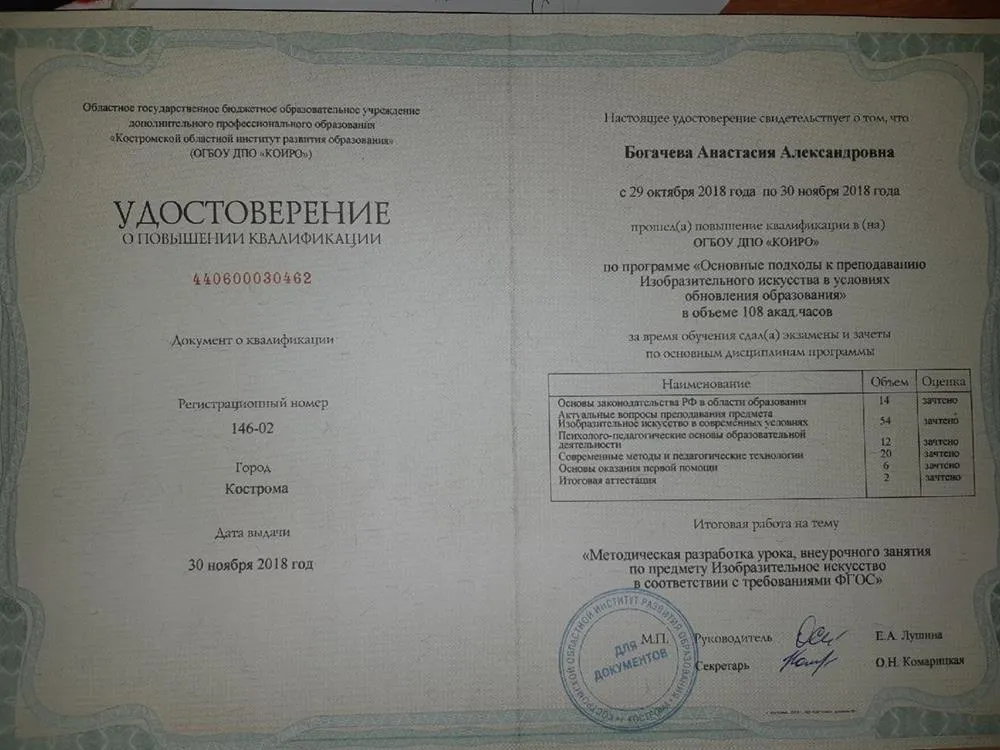 Областное государственное бюджетное образовательное учреждение
дополнительного профессионального образования
«Костромской областной институт развития образования»
(ОГБОУ ДПО «КОИРО»)
УДОСТОВЕРЕНИЕ
О ПОВЫШЕНИИ КВАЛИФИКАЦИИ
440600030462
Документ о квалификации
Регистрационный номер
146-02
Город
Кострома
Дата выдачи
30 ноября 2018 год
Настоящее удостоверение свидетельствует о том, что
Богачева Анастасия Александровна
с 29 октября 2018 года по 30 ноября 2018 года
прошел(а) повышение квалификации в (на)
ОГБОУ ДПО «КОИРО»
по программе «Основные подходы к преподаванию
Изобразительного искусства в условиях
обновления образования»
в объеме 108 акад.часов
за время обучения сдал(а) экзамены и зачеты
по основным дисциплинам программы
Наименование Объем Оценка
Основы законодательства РФ в области образования 14 зачтено
Актуальные вопросы преподавания предмета
Изобразительное искусство в современных условиях 54 зачтено
Психолого-педагогические основы образовательной
деятельности 12 зачтено
Современные методы и педагогические технологии 20 зачтено
Основы оказания первой помощи 6 зачтено
Итоговая аттестация 2 зачтено
Итоговая работа на тему
«Методическая разработка урока, внеурочного занятия
по предмету Изобразительное искусство
в соответствии с требованиями ФГОС»
М.П. Руководитель Е.А. Лушина
Секретарь О.Н. Комарицкая
КОСТРОМСКОЙ ОБЛАСТНОЙ ИНСТИТУТ РАЗВИТИЯ ОБРАЗОВАНИЯ
ДЛЯ
ДОКУМЕНТОВ